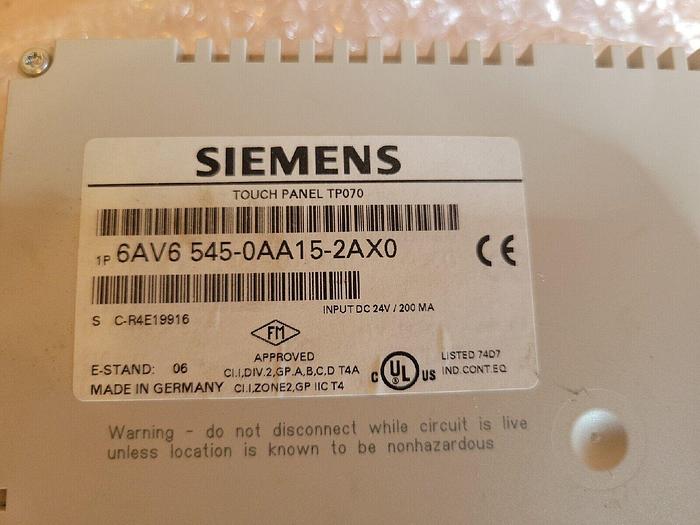 SIEMENS
TOUCH PANEL TP070
1P 6AV6 545-0AA15-2AX0
CE
INPUT DC 24V / 200 MA
S C-R4E19916
FM
APPROVED
CI.I,DIV.2,GP.A,B,C,D T4A
CI.I,ZONE2,GP IIC T4
E-STAND: 06
MADE IN GERMANY
C UL US
LISTED 74D7
IND.CONT.EQ
Warning - do not disconnect while circuit is live
unless location is known to be nonhazardous